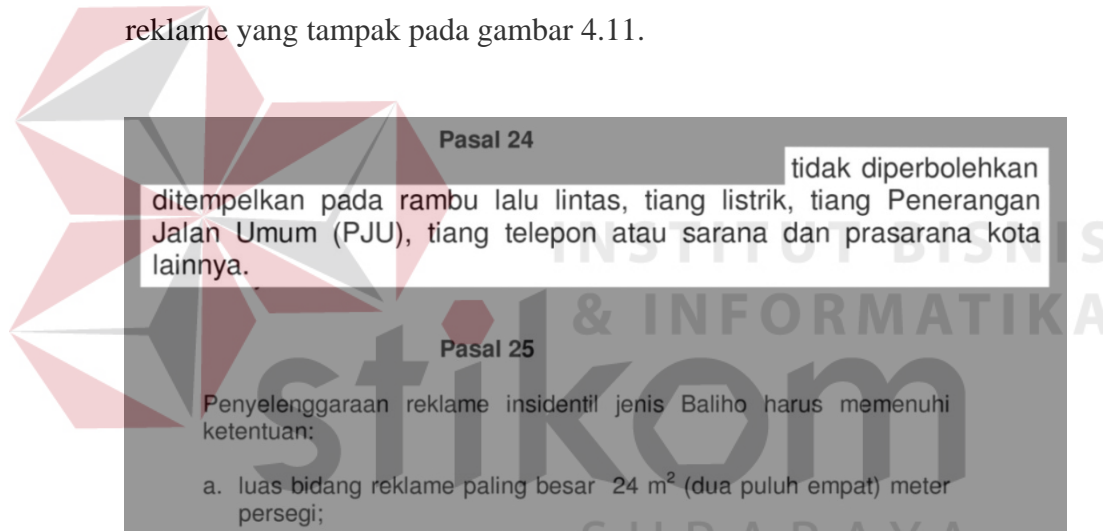 reklame yang tampak pada gambar 4.11.
Pasal 24
tidak diperbolehkan
ditempelkan pada rambu lalu lintas, tiang listrik, tiang Penerangan
Jalan Umum (PJU), tiang telepon atau sarana dan prasarana kota
lainnya.
INSTITUT BISNIS
& INFORMATIKA
stikom
Pasal 25
Penyelenggaraan reklame insidentil jenis Baliho harus memenuhi
ketentuan:
a. luas bidang reklame paling besar 24 m² (dua puluh empat) meter
persegi;
SURABAYA